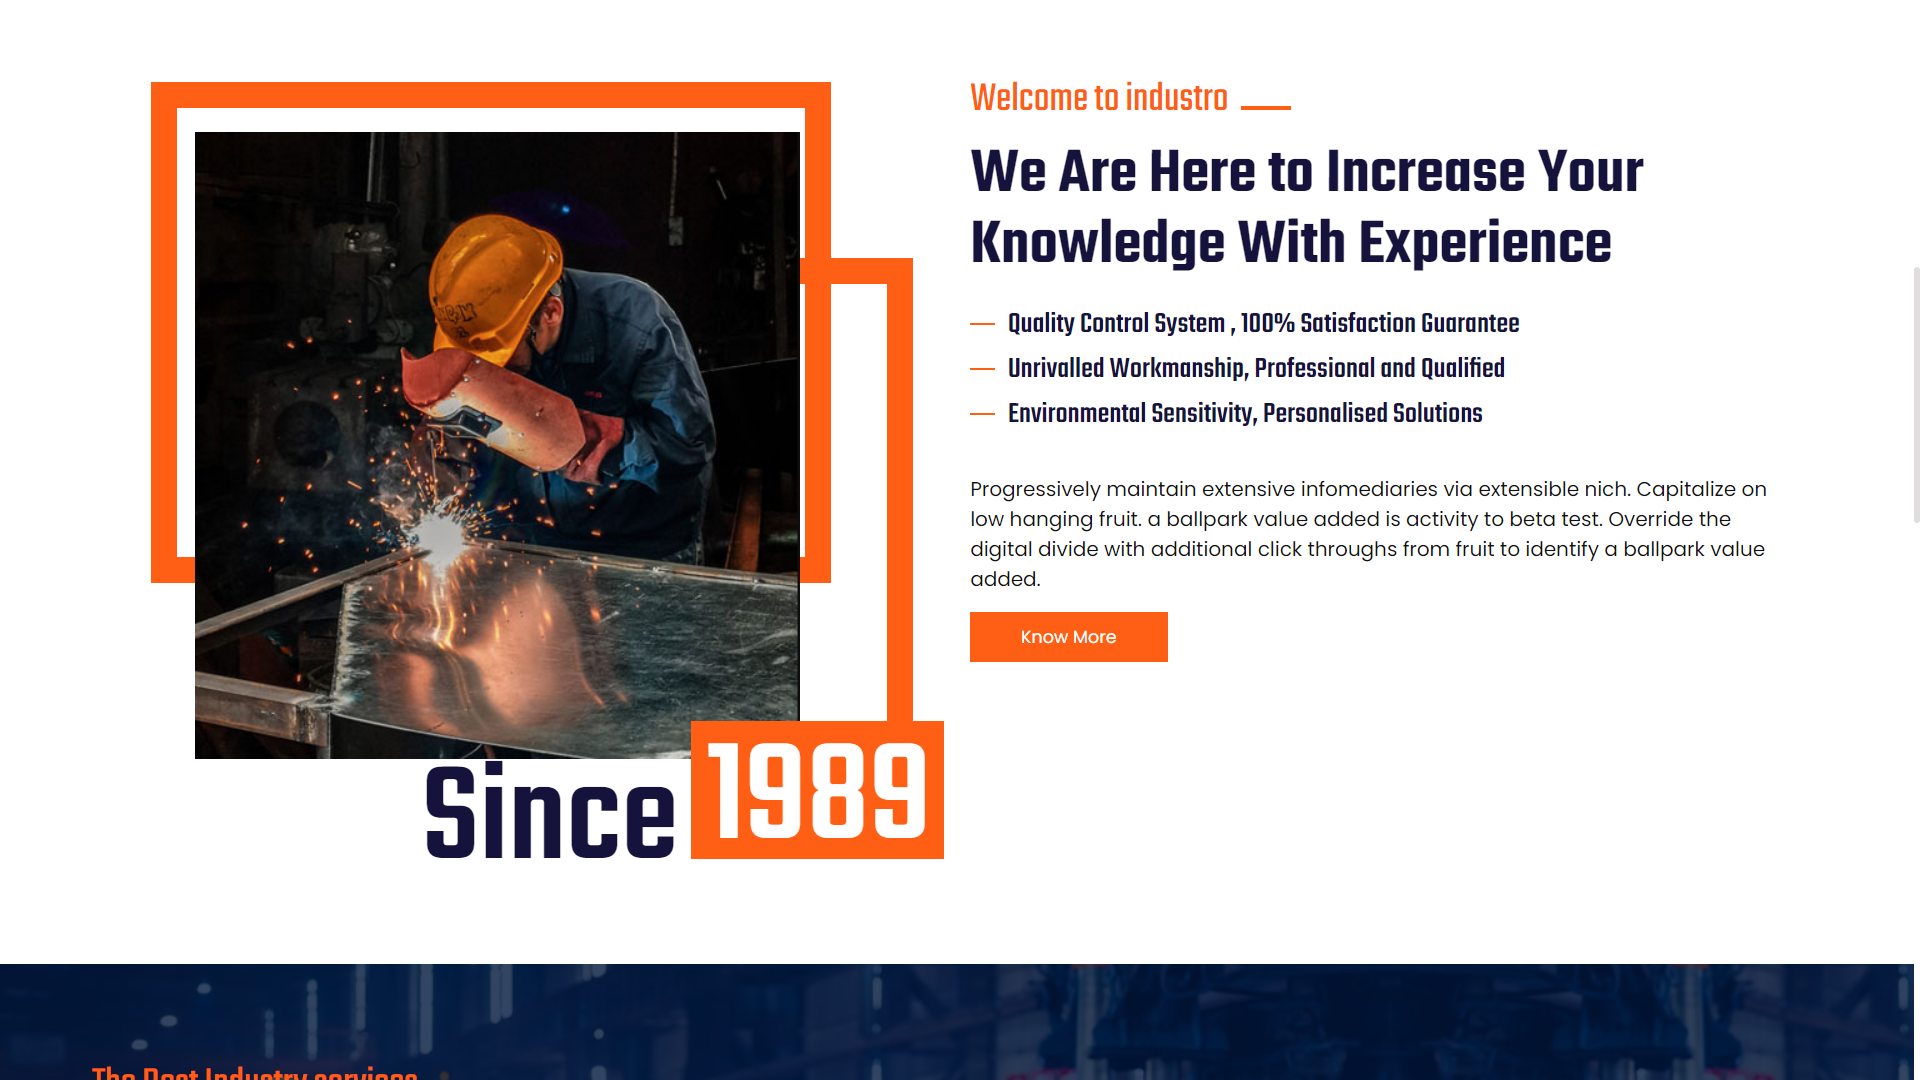 Welcome to industro
We Are Here to Increase Your
Knowledge With Experience
Quality Control System , 100% Satisfaction Guarantee
Unrivalled Workmanship, Professional and Qualified
Environmental Sensitivity, Personalised Solutions
Progressively maintain extensive infomediaries via extensible nich. Capitalize on
low hanging fruit. a ballpark value added is activity to beta test. Override the
digital divide with additional click throughs from fruit to identify a ballpark value
added.
Know More
Since 1989
The Best Industry services